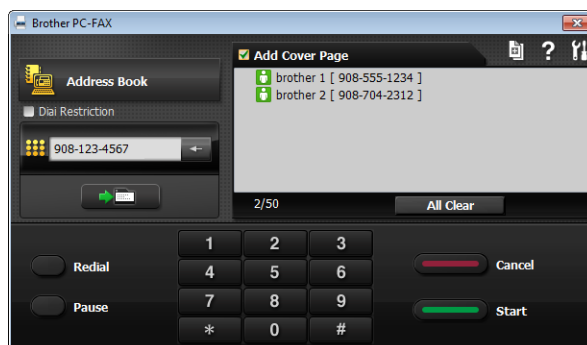 Brother PC-FAX
Add Cover Page
?
Address Book
brother 1 [ 908-555-1234 ]
brother 2 [ 908-704-2312 ]
Dial Restriction
908-123-4567
2/50
All Clear
1 2 3
Redial
4 5 6
Cancel
Pause
7 8 9
Start
* 0 #